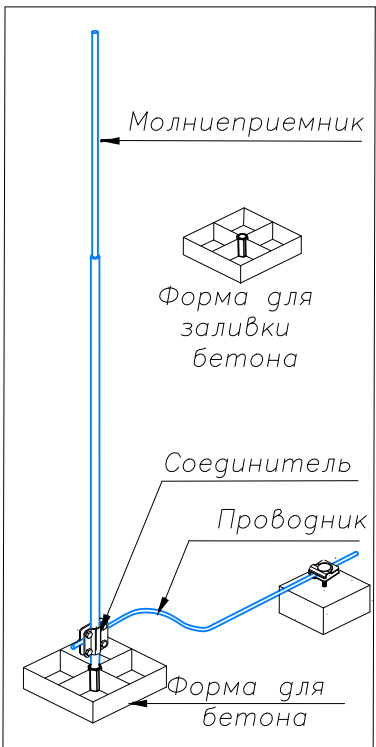 Молниеприемник
Форма для
заливки
бетона
Соединитель
Проводник
Форма для
бетона